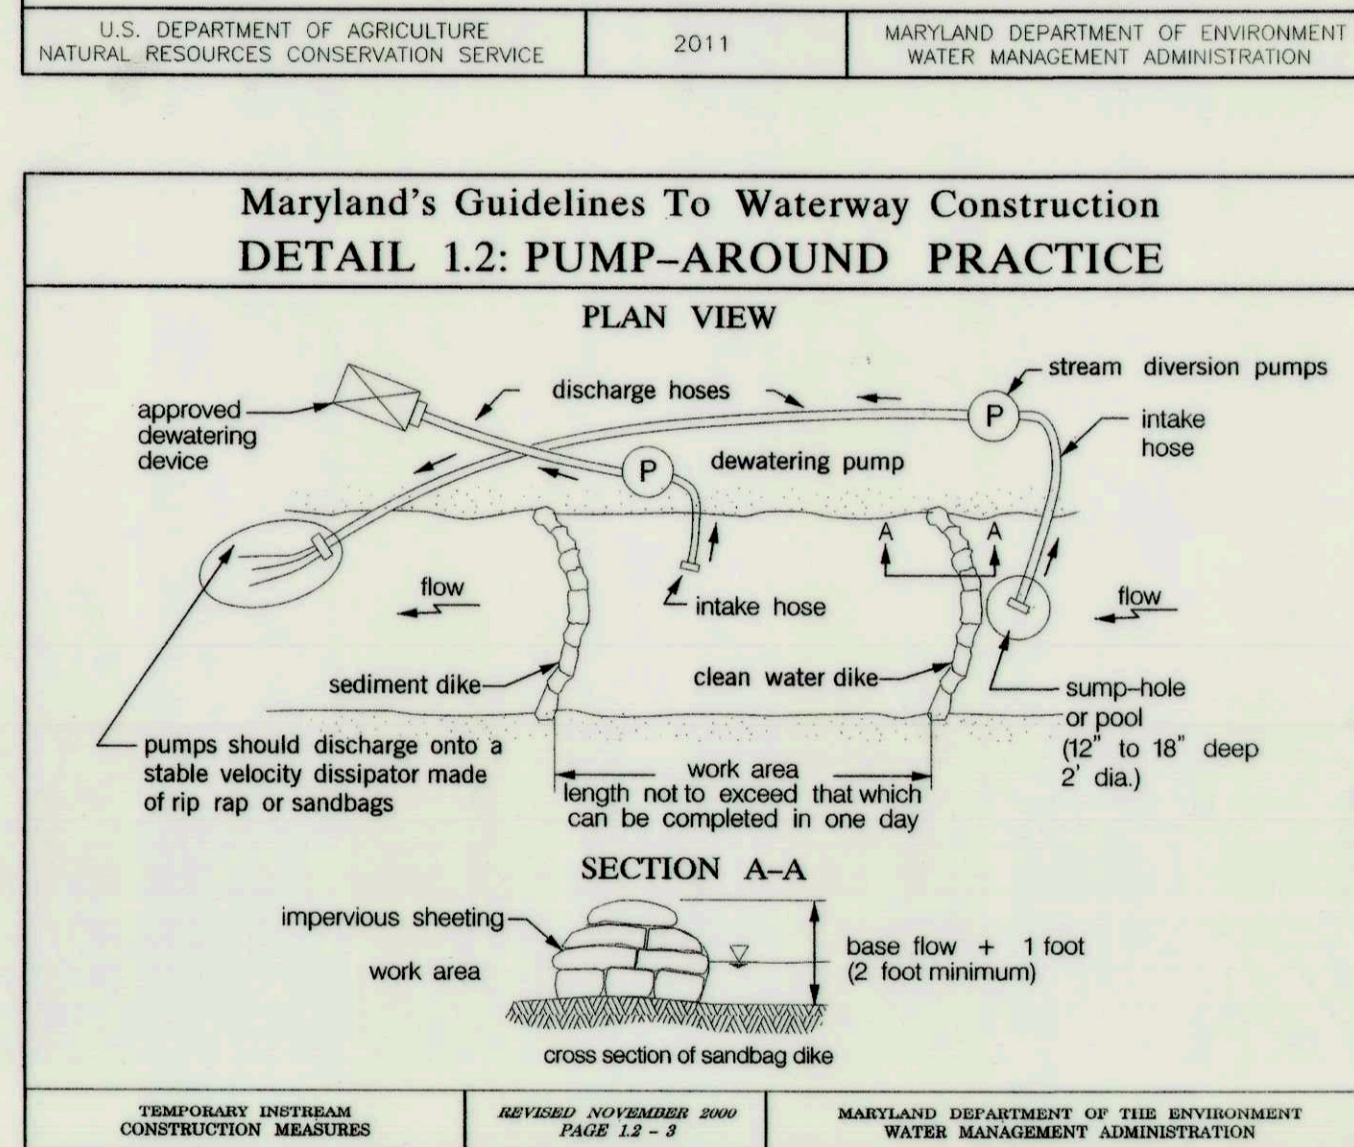 U.S. DEPARTMENT OF AGRICULTURE
NATURAL RESOURCES CONSERVATION SERVICE
2011
MARYLAND DEPARTMENT OF ENVIRONMENT
WATER MANAGEMENT ADMINISTRATION
Maryland's Guidelines To Waterway Construction
DETAIL 1.2: PUMP-AROUND PRACTICE
PLAN VIEW
approved
dewatering
device
discharge hoses
stream diversion pumps
P
intake
hose
P
dewatering pump
A A
flow
intake hose
flow
sediment dike
clean water dike
sump-hole
or pool
(12" to 18" deep
2' dia.)
pumps should discharge onto a
stable velocity dissipator made
of rip rap or sandbags
work area
length not to exceed that which
can be completed in one day
SECTION A-A
impervious sheeting
work area
base flow + 1 foot
(2 foot minimum)
cross section of sandbag dike
TEMPORARY INSTREAM
CONSTRUCTION MEASURES
REVISED NOVEMBER 2000
PAGE 1.2 - 3
MARYLAND DEPARTMENT OF THE ENVIRONMENT
WATER MANAGEMENT ADMINISTRATION